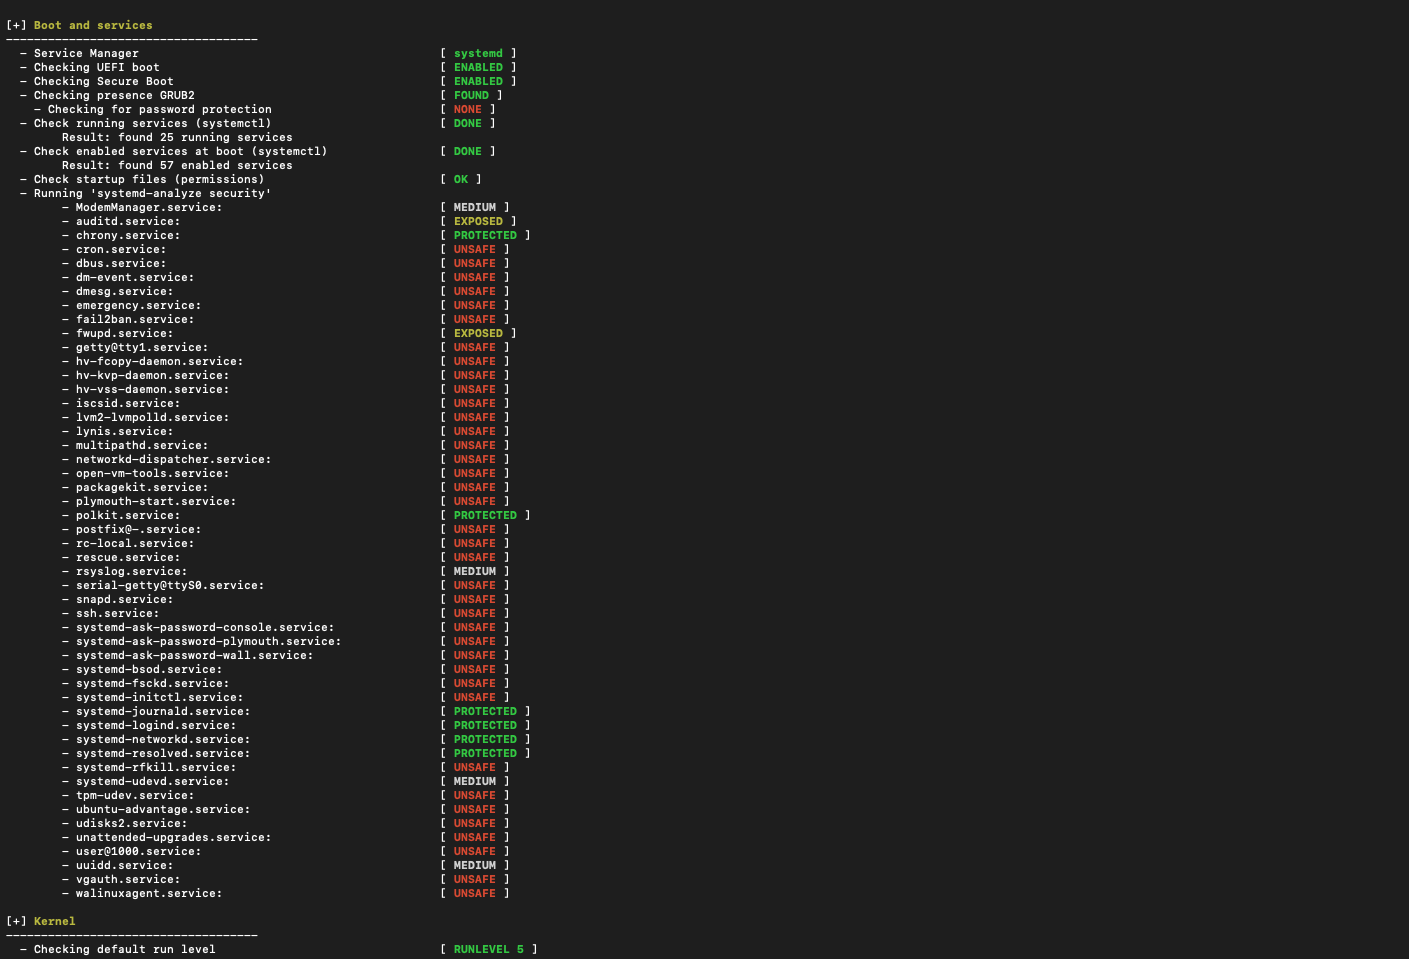 [+] Boot and services
------------------------------------
  - Service Manager                                           [ systemd ]
  - Checking UEFI boot                                        [ ENABLED ]
  - Checking Secure Boot                                      [ ENABLED ]
  - Checking presence GRUB2                                   [ FOUND ]
    - Checking for password protection                        [ NONE ]
  - Check running services (systemctl)                        [ DONE ]
        Result: found 25 running services
  - Check enabled services at boot (systemctl)                [ DONE ]
        Result: found 57 enabled services
  - Check startup files (permissions)                         [ OK ]
  - Running 'systemd-analyze security'
        - ModemManager.service:                               [ MEDIUM ]
        - auditd.service:                                     [ EXPOSED ]
        - chrony.service:                                     [ PROTECTED ]
        - cron.service:                                       [ UNSAFE ]
        - dbus.service:                                       [ UNSAFE ]
        - dm-event.service:                                   [ UNSAFE ]
        - dmesg.service:                                      [ UNSAFE ]
        - emergency.service:                                  [ UNSAFE ]
        - fail2ban.service:                                   [ UNSAFE ]
        - fwupd.service:                                      [ EXPOSED ]
        - getty@tty1.service:                                 [ UNSAFE ]
        - hv-fcopy-daemon.service:                            [ UNSAFE ]
        - hv-kvp-daemon.service:                              [ UNSAFE ]
        - hv-vss-daemon.service:                              [ UNSAFE ]
        - iscsid.service:                                     [ UNSAFE ]
        - lvm2-lvmpolld.service:                              [ UNSAFE ]
        - lynis.service:                                      [ UNSAFE ]
        - multipathd.service:                                 [ UNSAFE ]
        - networkd-dispatcher.service:                        [ UNSAFE ]
        - open-vm-tools.service:                              [ UNSAFE ]
        - packagekit.service:                                 [ UNSAFE ]
        - plymouth-start.service:                             [ UNSAFE ]
        - polkit.service:                                     [ PROTECTED ]
        - postfix@-.service:                                  [ UNSAFE ]
        - rc-local.service:                                   [ UNSAFE ]
        - rescue.service:                                     [ UNSAFE ]
        - rsyslog.service:                                    [ MEDIUM ]
        - serial-getty@ttyS0.service:                         [ UNSAFE ]
        - snapd.service:                                      [ UNSAFE ]
        - ssh.service:                                        [ UNSAFE ]
        - systemd-ask-password-console.service:               [ UNSAFE ]
        - systemd-ask-password-plymouth.service:              [ UNSAFE ]
        - systemd-ask-password-wall.service:                  [ UNSAFE ]
        - systemd-bsod.service:                               [ UNSAFE ]
        - systemd-fsckd.service:                              [ UNSAFE ]
        - systemd-initctl.service:                            [ UNSAFE ]
        - systemd-journald.service:                           [ PROTECTED ]
        - systemd-logind.service:                             [ PROTECTED ]
        - systemd-networkd.service:                           [ PROTECTED ]
        - systemd-resolved.service:                           [ PROTECTED ]
        - systemd-rfkill.service:                             [ UNSAFE ]
        - systemd-udevd.service:                              [ MEDIUM ]
        - tpm-udev.service:                                   [ UNSAFE ]
        - ubuntu-advantage.service:                           [ UNSAFE ]
        - udisks2.service:                                    [ UNSAFE ]
        - unattended-upgrades.service:                        [ UNSAFE ]
        - user@1000.service:                                  [ UNSAFE ]
        - uuidd.service:                                      [ MEDIUM ]
        - vgauth.service:                                     [ UNSAFE ]
        - walinuxagent.service:                               [ UNSAFE ]
[+] Kernel
------------------------------------
  - Checking default run level                                [ RUNLEVEL 5 ]